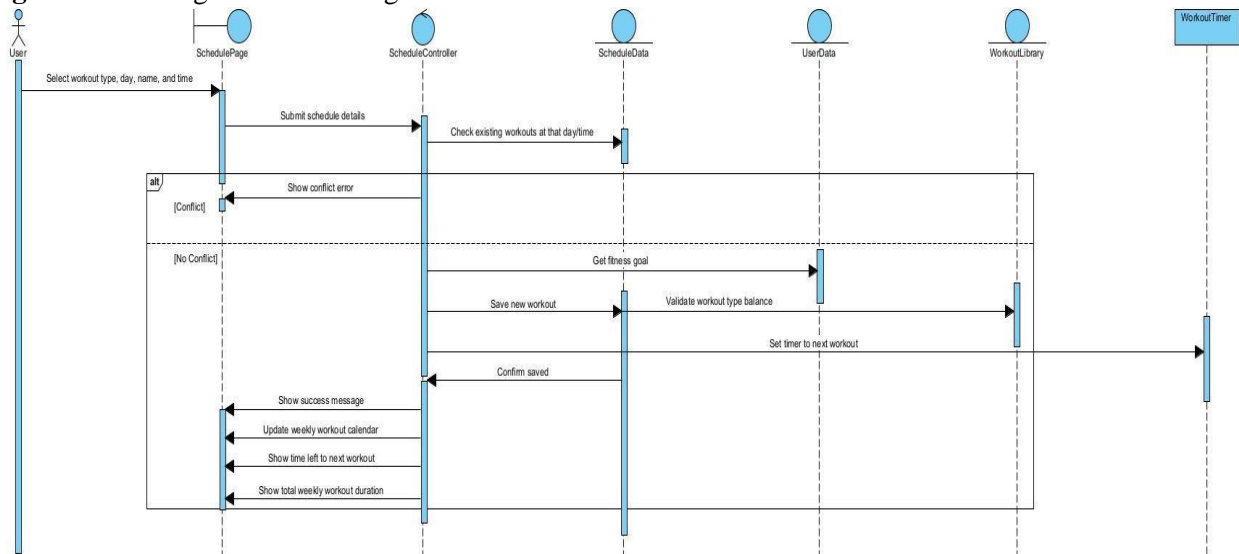 User
SchedulePage
ScheduleController
ScheduleData
UserData
WorkoutLibrary
WorkoutTimer
Select workout type, day, name, and time
Submit schedule details
Check existing workouts at that day/time
alt
Show conflict error
[Conflict]
[No Conflict]
Get fitness goal
Save new workout
Validate workout type balance
Set timer to next workout
Confirm saved
Show success message
Update weekly workout calendar
Show time left to next workout
Show total weekly workout duration